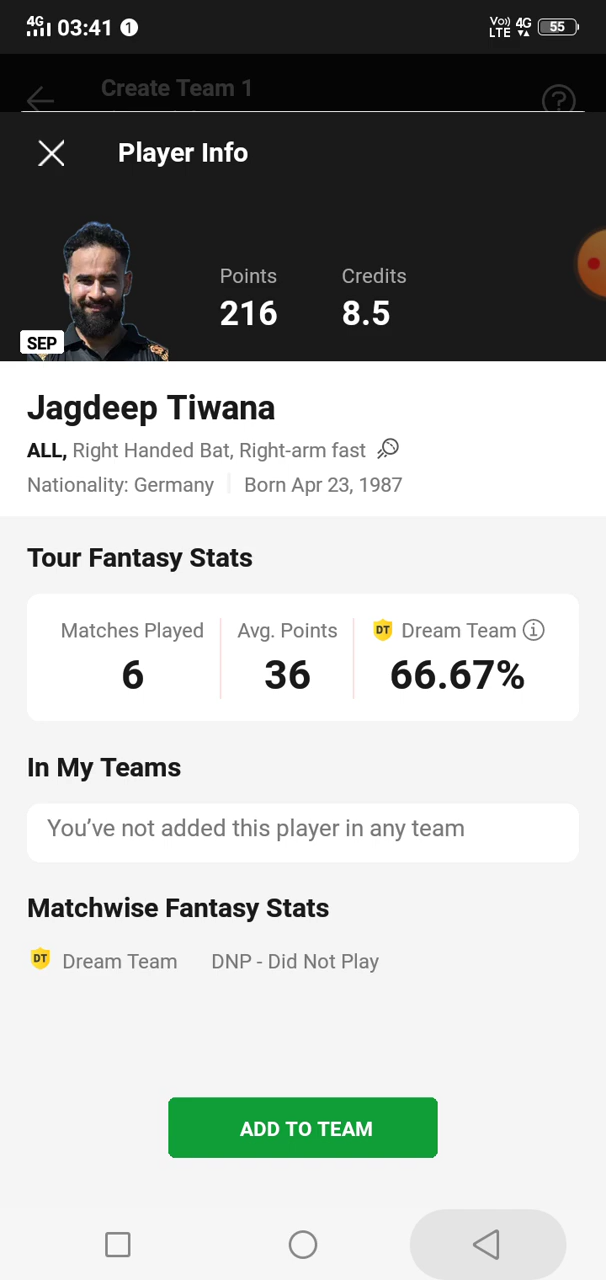 4G 03:41 1 Vo) 4G LTE 55
Create Team 1
Player Info
Points Credits
216 8.5
SEP
Jagdeep Tiwana
ALL, Right Handed Bat, Right-arm fast
Nationality: Germany Born Apr 23, 1987
Tour Fantasy Stats
Matches Played Avg. Points DT Dream Team
6 36 66.67%
In My Teams
You’ve not added this player in any team
Matchwise Fantasy Stats
DT Dream Team DNP - Did Not Play
ADD TO TEAM